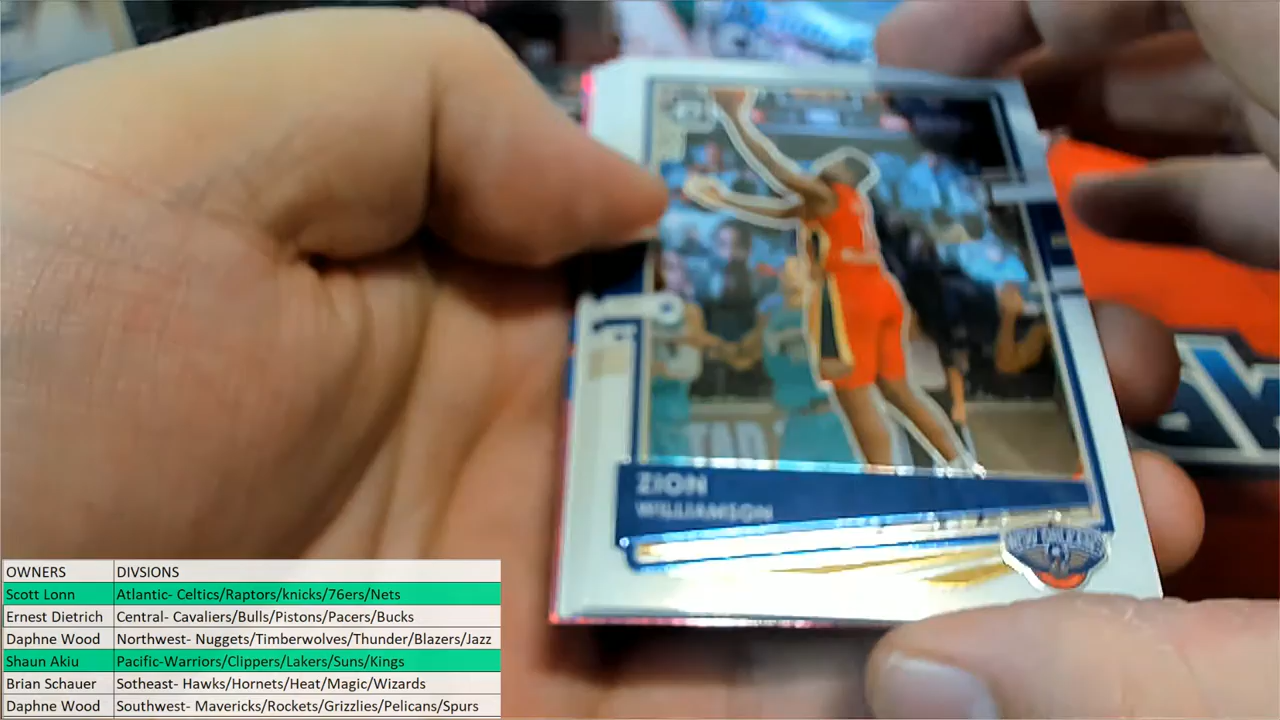 ZION
WILLIAMSON
NEW ORLEANS
OWNERS DIVSIONS
Scott Lonn Atlantic- Celtics/Raptors/knicks/76ers/Nets
Ernest Dietrich Central- Cavaliers/Bulls/Pistons/Pacers/Bucks
Daphne Wood Northwest- Nuggets/Timberwolves/Thunder/Blazers/Jazz
Shaun Akiu Pacific-Warriors/Clippers/Lakers/Suns/Kings
Brian Schauer Sotheast- Hawks/Hornets/Heat/Magic/Wizards
Daphne Wood Southwest- Mavericks/Rockets/Grizzlies/Pelicans/Spurs